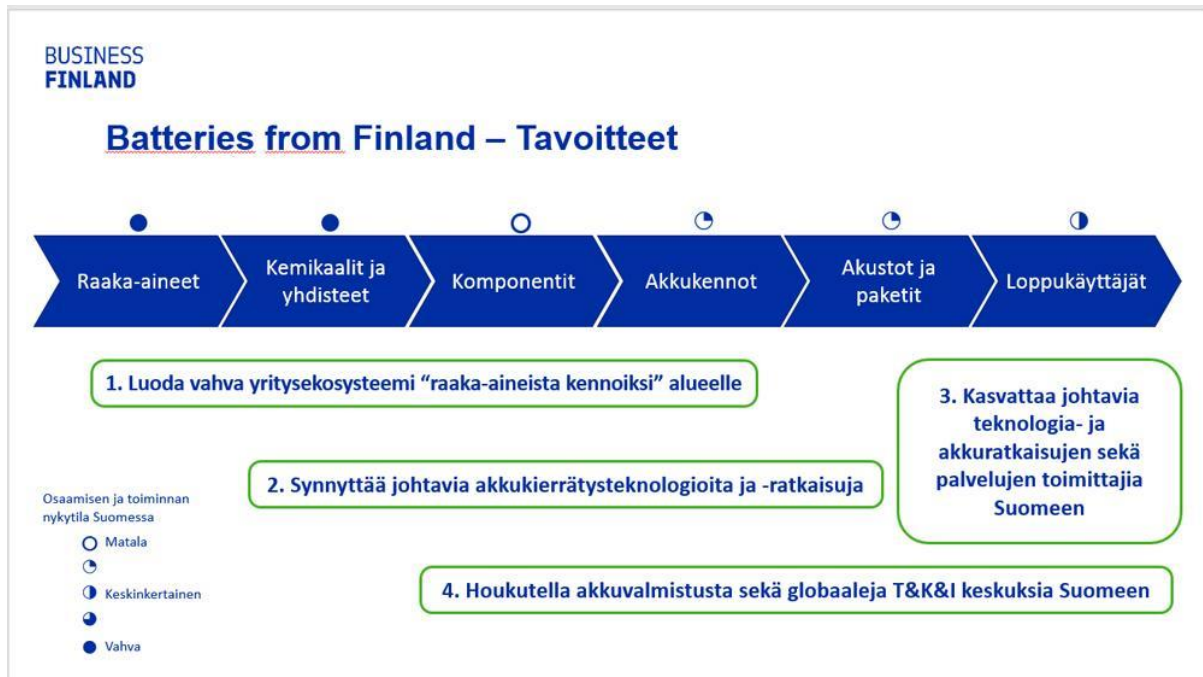 BUSINESS
FINLAND
Batteries from Finland – Tavoitteet
Raaka-aineet
Kemikaalit ja
yhdisteet
Komponentit
Akkukennot
Akustot ja
paketit
Loppukäyttäjät
1. Luoda vahva yritysekosysteemi “raaka-aineista kennoiksi” alueelle
2. Synnyttää johtavia akkukierrätysteknologioita ja -ratkaisuja
3. Kasvattaa johtavia
teknologia- ja
akkuratkaisujen sekä
palvelujen toimittajia
Suomeen
4. Houkutella akkuvalmistusta sekä globaaleja T&K&I keskuksia Suomeen
Osaamisen ja toiminnan
nykytila Suomessa
Matala
Keskinkertainen
Vahva